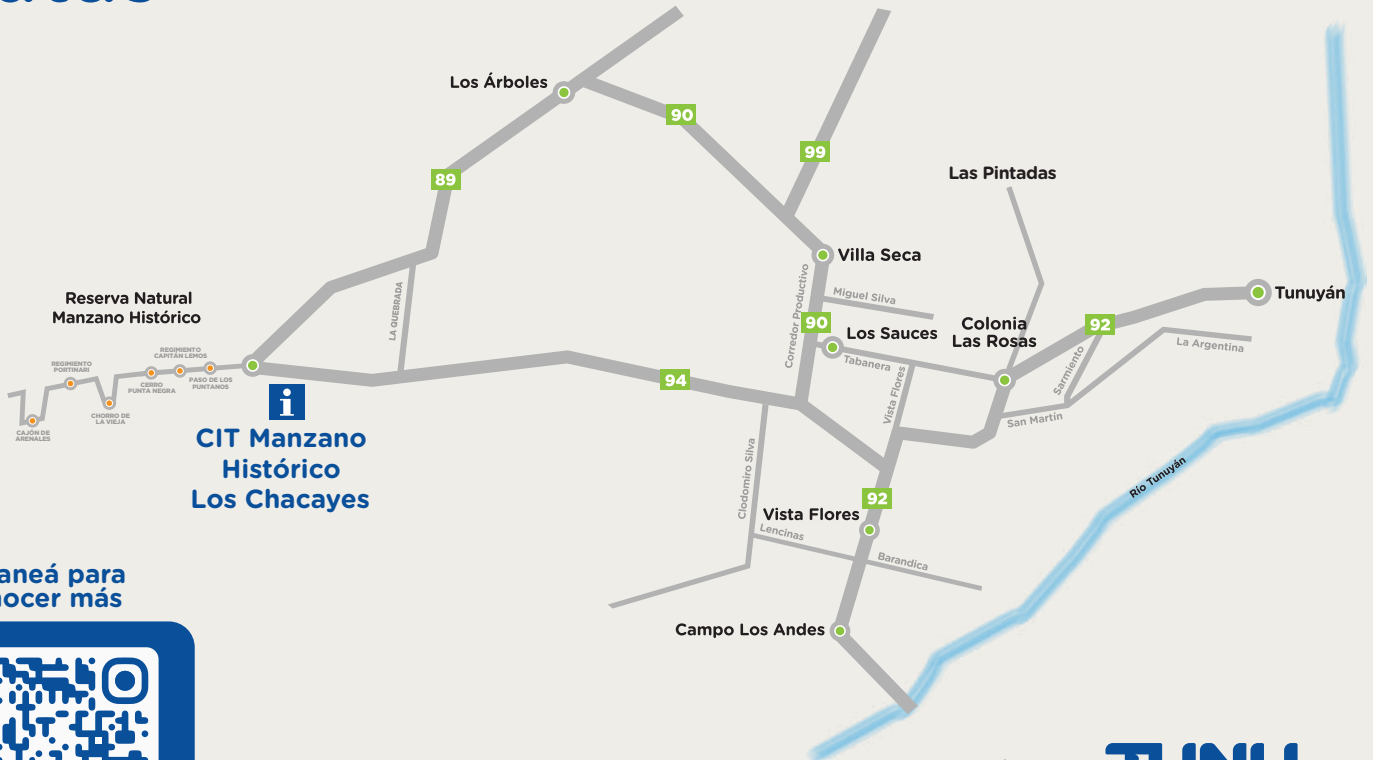 Los Árboles
90
99
89
Las Pintadas
Villa Seca
Corredor Productivo
Miguel Silva
LA QUEBRADA
Reserva Natural
Manzano Histórico
Tunuyán
90
Los Sauces
Colonia
Las Rosas
92
La Argentina
Sarmiento
Tabanera
Vista Flores
San Martín
REGIMIENTO
PORTINARI
REGIMIENTO
CAPITÁN LEMOS
CERRO
PUNTA NEGRA
PASO DE LOS
PUNTANOS
CHORRO DE
LA VIEJA
CAJÓN DE
ARENALES
94
i
CIT Manzano
Histórico
Los Chacayes
Clodomiro Silva
92
Vista Flores
Lencinas
Barandica
Río Tunuyán
Campo Los Andes
aneá para
ocer más